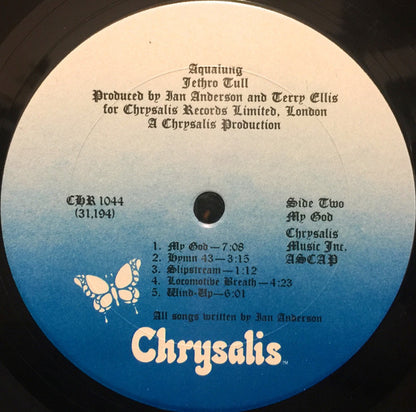 Aqualung
Jethro Tull
Produced by Ian Anderson and Terry Ellis
for Chrysalis Records Limited, London
A Chrysalis Production
CHR 1044
(31,194)
Side Two
My God
Chrysalis
Music Inc.
ASCAP
1. My God—7:08
2. Hymn 43—3:15
3. Slipstream—1:12
4. Locomotive Breath—4:23
5. Wind-Up—6:01
All songs written by Ian Anderson
Chrysalis™